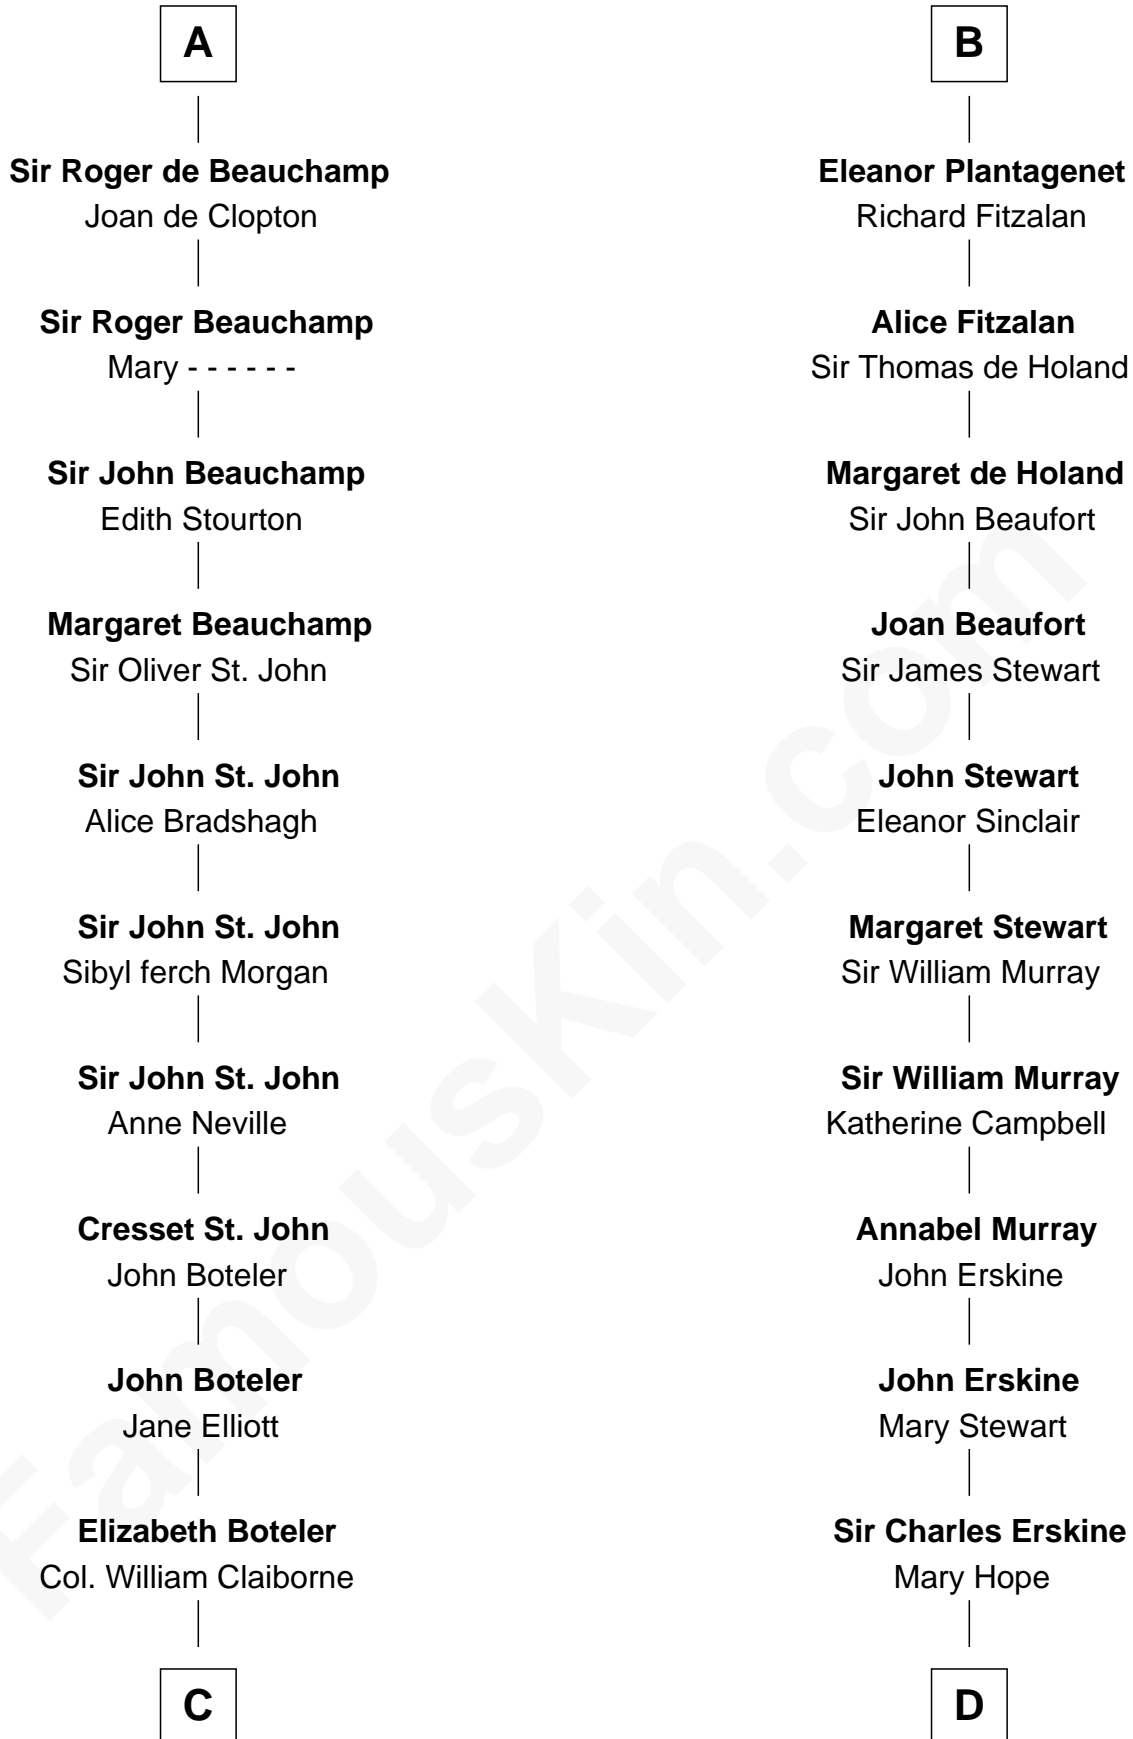 A
Sir Roger de Beauchamp
Joan de Clopton
Sir Roger Beauchamp
Mary - - - - - -
Sir John Beauchamp
Edith Stourton
Margaret Beauchamp
Sir Oliver St. John
Sir John St. John
Alice Bradshagh
Sir John St. John
Sibyl ferch Morgan
Sir John St. John
Anne Neville
Cresset St. John
John Boteler
John Boteler
Jane Elliott
Elizabeth Boteler
Col. William Claiborne
C
B
Eleanor Plantagenet
Richard Fitzalan
Alice Fitzalan
Sir Thomas de Holand
Margaret de Holand
Sir John Beaufort
Joan Beaufort
Sir James Stewart
John Stewart
Eleanor Sinclair
Margaret Stewart
Sir William Murray
Sir William Murray
Katherine Campbell
Annabel Murray
John Erskine
John Erskine
Mary Stewart
Sir Charles Erskine
Mary Hope
D
FamousKin.com